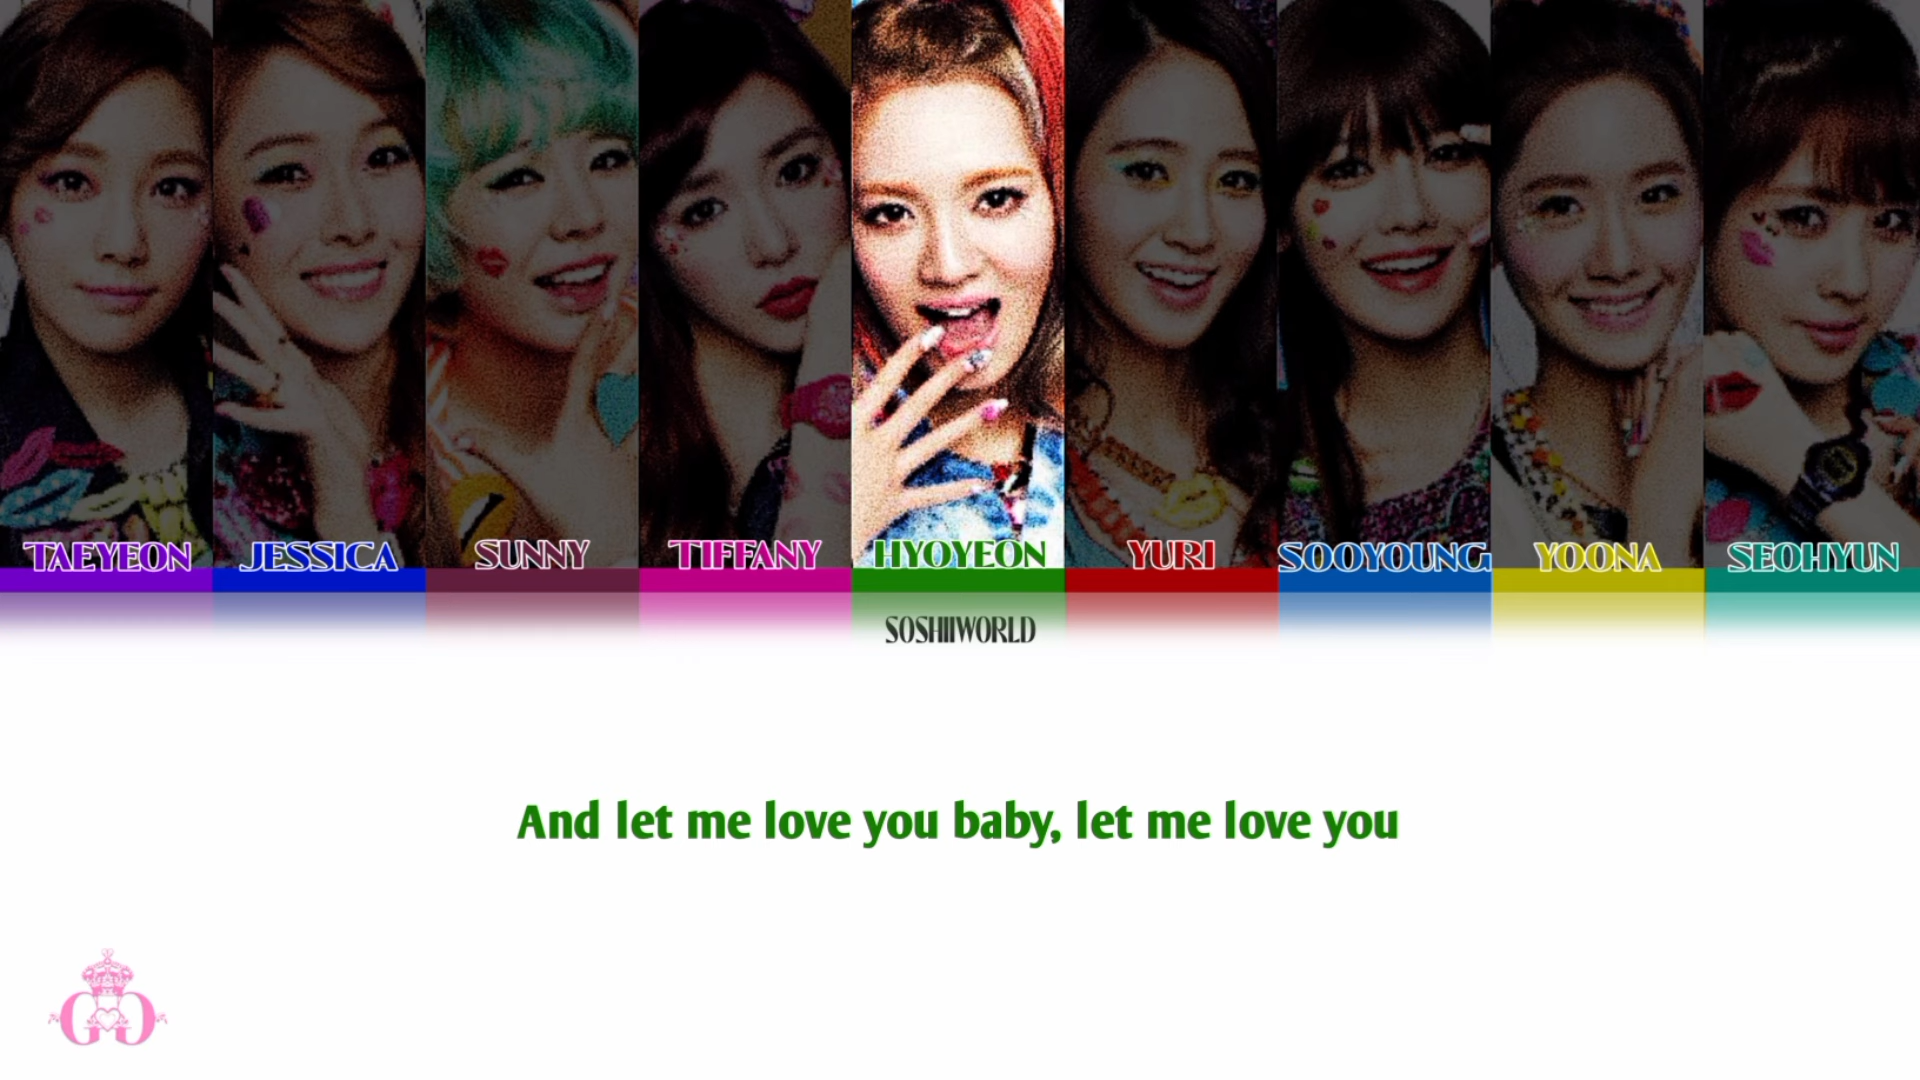 TAEYEON JESSICA SUNNY TIFFANY HYOYEON YURI SOOYOUNG YOONA SEOHYUN
SOSHIIWORLD
And let me love you baby, let me love you
GG